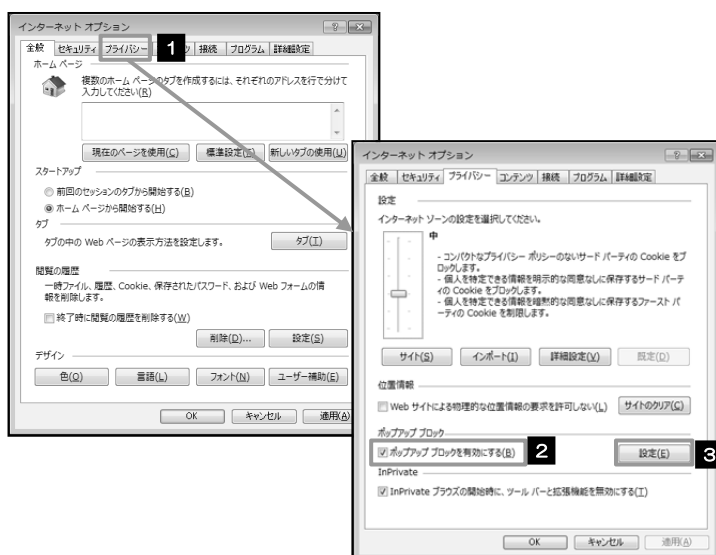 インターネット オプション
全般 セキュリティ プライバシー 1 接続 プログラム 詳細設定
ホーム ページ
複数のホーム ページのタブを作成するには、それぞれのアドレスを行で分けて
入力してください(R)
現在のページを使用(C) 標準設定 新しいタブの使用(U)
スタートアップ
前回のセッションのタブから開始する(B)
ホーム ページから開始する(H)
タブ
タブの中の Web ページの表示方法を設定します。 タブ(T)
閲覧の履歴
一時ファイル、履歴、Cookie、保存されたパスワード、および Web フォームの情
報を削除します。
終了時に閲覧の履歴を削除する(W)
削除(D)... 設定(S)
デザイン
色(O) 言語(L) フォント(N) ユーザー補助(E)
OK キャンセル 適用(A)
インターネット オプション
全般 セキュリティ プライバシー コンテンツ 接続 プログラム 詳細設定
設定
インターネット ゾーンの設定を選択してください。
中
- コンパクトなプライバシー ポリシーのないサード パーティの Cookie をブ
ロックします。
- 個人を特定できる情報を明示的な同意なしに保存するサード パーテ
ィの Cookie をブロックします。
- 個人を特定できる情報を暗黙的な同意なしに保存するファースト パ
ーティの Cookie を制限します。
サイト(S) インポート(I) 詳細設定(V) 既定(D)
位置情報
Web サイトによる物理的な位置情報の要求を許可しない(L) サイトのクリア(C)
ポップアップ ブロック
ポップアップ ブロックを有効にする(B) 2 設定(E) 3
InPrivate
InPrivate ブラウズの開始時に、ツール バーと拡張機能を無効にする(T)
OK キャンセル 適用(A)